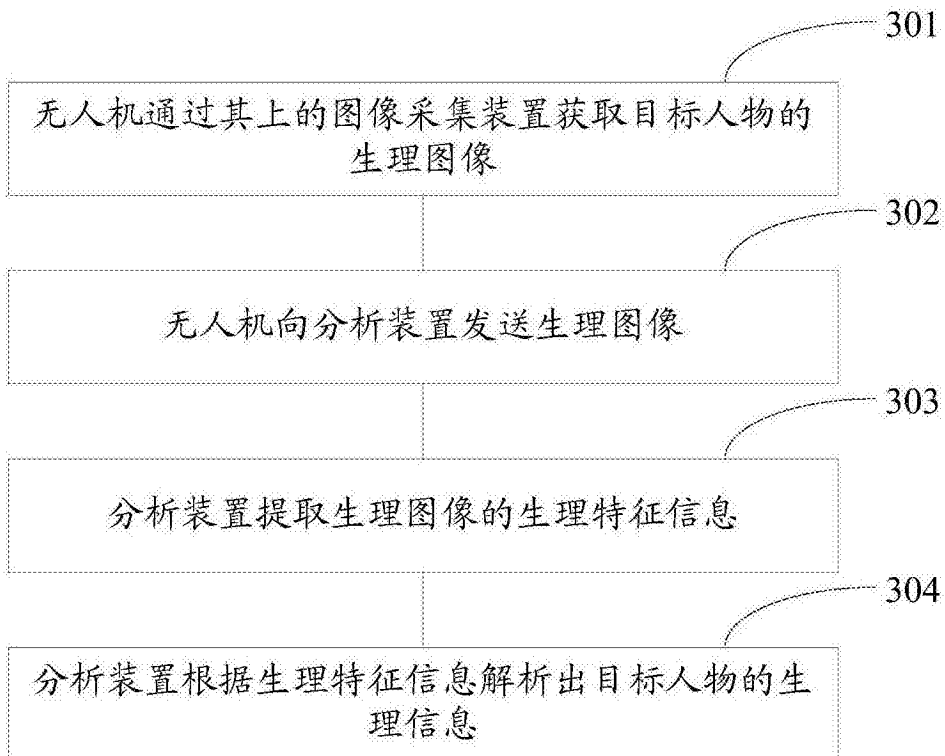 301
无人机通过其上的图像采集装置获取目标人物的
生理图像
302
无人机向分析装置发送生理图像
303
分析装置提取生理图像的生理特征信息
304
分析装置根据生理特征信息解析出目标人物的生
理信息